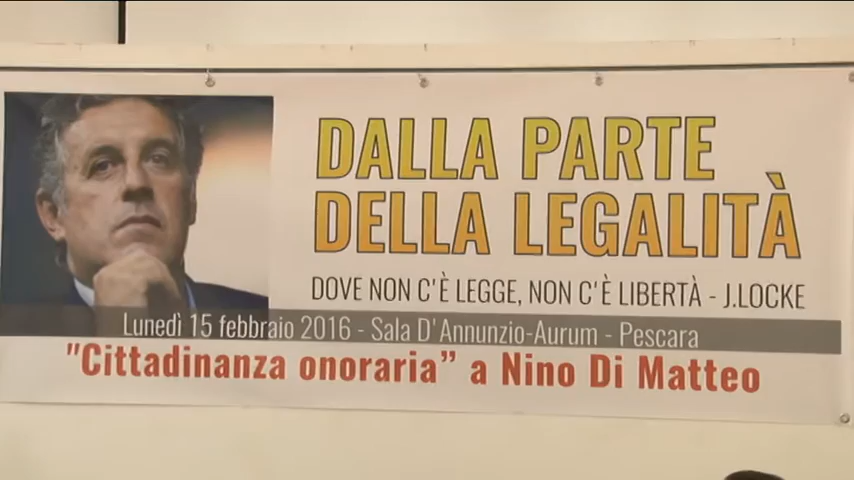 DALLA PARTE
DELLA LEGALITÀ
DOVE NON C'È LEGGE, NON C'È LIBERTÀ - J.LOCKE
Lunedì 15 febbraio 2016 - Sala D'Annunzio-Aurum - Pescara
"Cittadinanza onoraria” a Nino Di Matteo